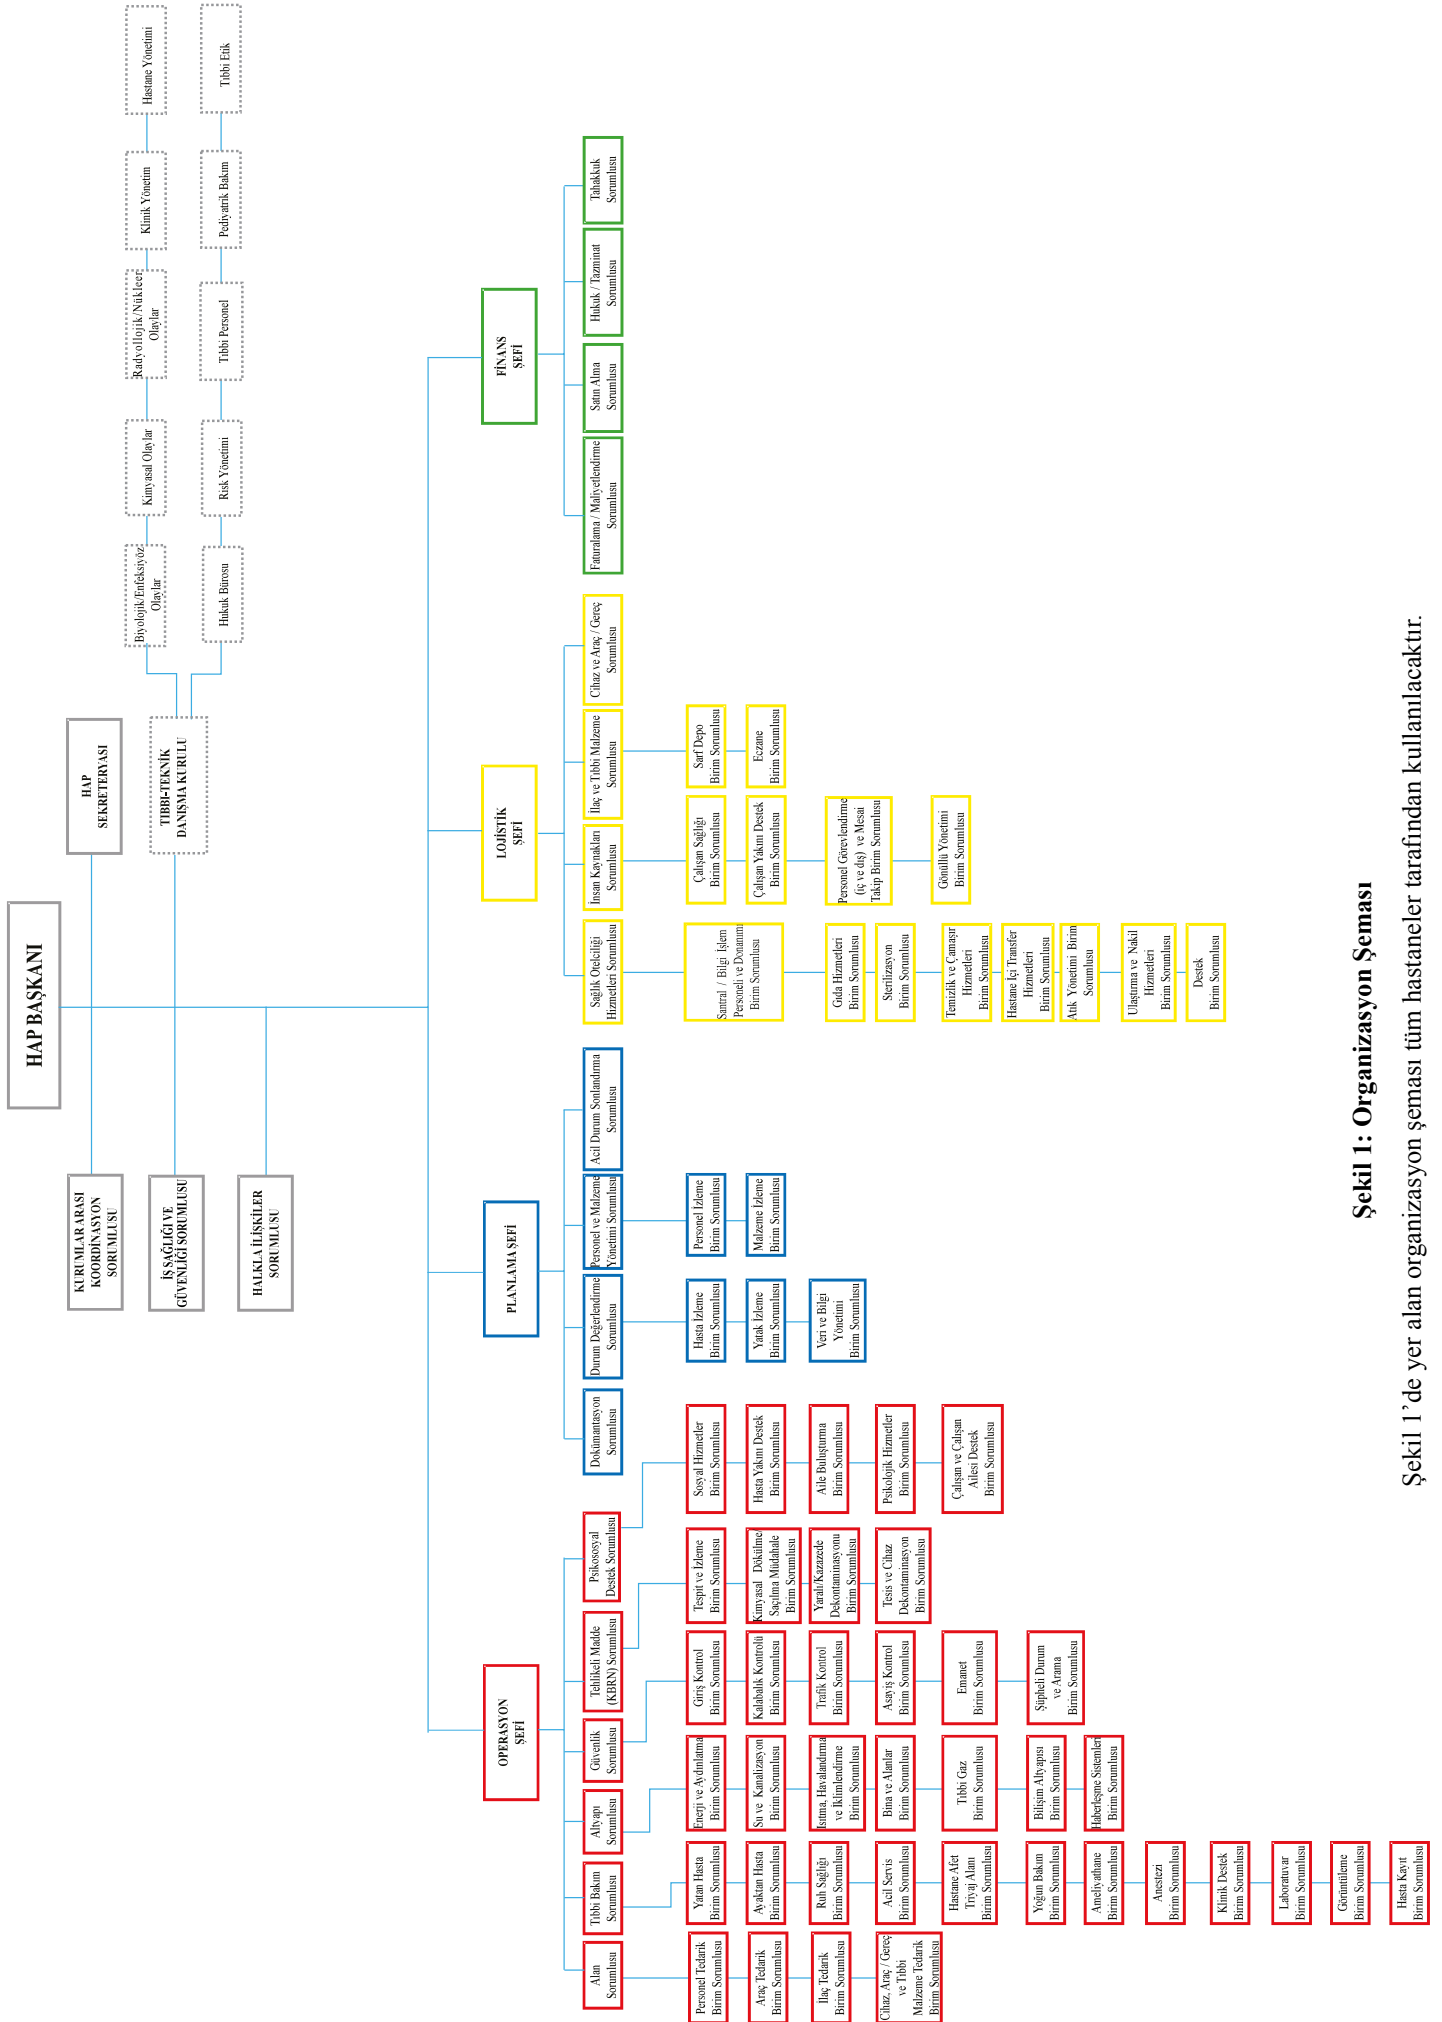 HAP BAŞKANI
HAP
SEKRETERYASI
KURUMLAR ARASI
KOORDİNASYON
SORUMLUSU
TIBBİ-TEKNİK
DANIŞMA KURULU
İŞ SAĞLIĞI VE
GÜVENLİĞİ SORUMLUSU
HALKLA İLİŞKİLER
SORUMLUSU
Biyolojik/Enfeksiyöz
Olaylar
Kimyasal Olaylar
Radyollojik/Nükleer
Olaylar
Klinik Yönetim
Hastane Yönetimi
Hukuk Bürosu
Risk Yönetimi
Tıbbi Personel
Pediyatrik Bakım
Tıbbi Etik
OPERASYON
ŞEFİ
PLANLAMA ŞEFİ
LOJİSTİK
ŞEFİ
FİNANS
ŞEFİ
Alan
Sorumlusu
Tıbbi Bakım
Sorumlusu
Altyapı
Sorumlusu
Güvenlik
Sorumlusu
Tehlikeli Madde
(KBRN) Sorumlusu
Psikososyal
Destek Sorumlusu
Dokümantasyon
Sorumlusu
Durum Değerlendirme
Sorumlusu
Personel ve Malzeme
Yönetimi Sorumlusu
Acil Durum Sonlandırma
Sorumlusu
Sağlık Otelciliği
Hizmetleri Sorumlusu
İnsan Kaynakları
Sorumlusu
İlaç ve Tıbbi Malzeme
Sorumlusu
Cihaz ve Araç / Gereç
Sorumlusu
Faturalama / Maliyetlendirme
Sorumlusu
Satın Alma
Sorumlusu
Hukuk / Tazminat
Sorumlusu
Tahakkuk
Sorumlusu
Personel Tedarik
Birim Sorumlusu
Araç Tedarik
Birim Sorumlusu
İlaç Tedarik
Birim Sorumlusu
Cihaz, Araç / Gereç
ve Tıbbi
Malzeme Tedarik
Birim Sorumlusu
Yatan Hasta
Birim Sorumlusu
Ayaktan Hasta
Birim Sorumlusu
Ruh Sağlığı
Birim Sorumlusu
Acil Servis
Birim Sorumlusu
Hastane Afet
Triyaj Alanı
Birim Sorumlusu
Yoğun Bakım
Birim Sorumlusu
Ameliyathane
Birim Sorumlusu
Anestezi
Birim Sorumlusu
Klinik Destek
Birim Sorumlusu
Laboratuvar
Birim Sorumlusu
Görüntüleme
Birim Sorumlusu
Hasta Kayıt
Birim Sorumlusu
Enerji ve Aydınlatma
Birim Sorumlusu
Su ve Kanalizasyon
Birim Sorumlusu
Isıtma, Havalandırma
ve İklimlendirme
Birim Sorumlusu
Bina ve Alanlar
Birim Sorumlusu
Tıbbi Gaz
Birim Sorumlusu
Bilişim Altyapısı
Birim Sorumlusu
Haberleşme Sistemleri
Birim Sorumlusu
Giriş Kontrol
Birim Sorumlusu
Kalabalık Kontrolü
Birim Sorumlusu
Trafik Kontrol
Birim Sorumlusu
Asayiş Kontrol
Birim Sorumlusu
Emanet
Birim Sorumlusu
Şüpheli Durum
ve Arama
Birim Sorumlusu
Tespit ve İzleme
Birim Sorumlusu
Kimyasal Dökülme/
Saçılma Müdahale
Birim Sorumlusu
Yaralı/Kazazede
Dekontaminasyonu
Birim Sorumlusu
Tesis ve Cihaz
Dekontaminasyon
Birim Sorumlusu
Sosyal Hizmetler
Birim Sorumlusu
Hasta Yakını Destek
Birim Sorumlusu
Aile Buluşturma
Birim Sorumlusu
Psikolojik Hizmetler
Birim Sorumlusu
Çalışan ve Çalışan
Ailesi Destek
Birim Sorumlusu
Hasta İzleme
Birim Sorumlusu
Yatak İzleme
Birim Sorumlusu
Veri ve Bilgi
Yönetimi
Birim Sorumlusu
Personel İzleme
Birim Sorumlusu
Malzeme İzleme
Birim Sorumlusu
Santral / Bilgi İşlem
Personeli ve Donanımı
Birim Sorumlusu
Gıda Hizmetleri
Birim Sorumlusu
Sterilizasyon
Birim Sorumlusu
Temizlik ve Çamaşır
Hizmetleri
Birim Sorumlusu
Hastane İçi Transfer
Hizmetleri
Birim Sorumlusu
Atık Yönetimi Birim
Sorumlusu
Ulaştırma ve Nakil
Hizmetleri
Birim Sorumlusu
Destek
Birim Sorumlusu
Çalışan Sağlığı
Birim Sorumlusu
Çalışan Yakını Destek
Birim Sorumlusu
Personel Görevlendirme
(iç ve dış) ve Mesai
Takip Birim Sorumlusu
Gönüllü Yönetimi
Birim Sorumlusu
Sarf Depo
Birim Sorumlusu
Eczane
Birim Sorumlusu
Şekil 1: Organizasyon Şeması
Şekil 1'de yer alan organizasyon şeması tüm hastaneler tarafından kullanılacaktır.